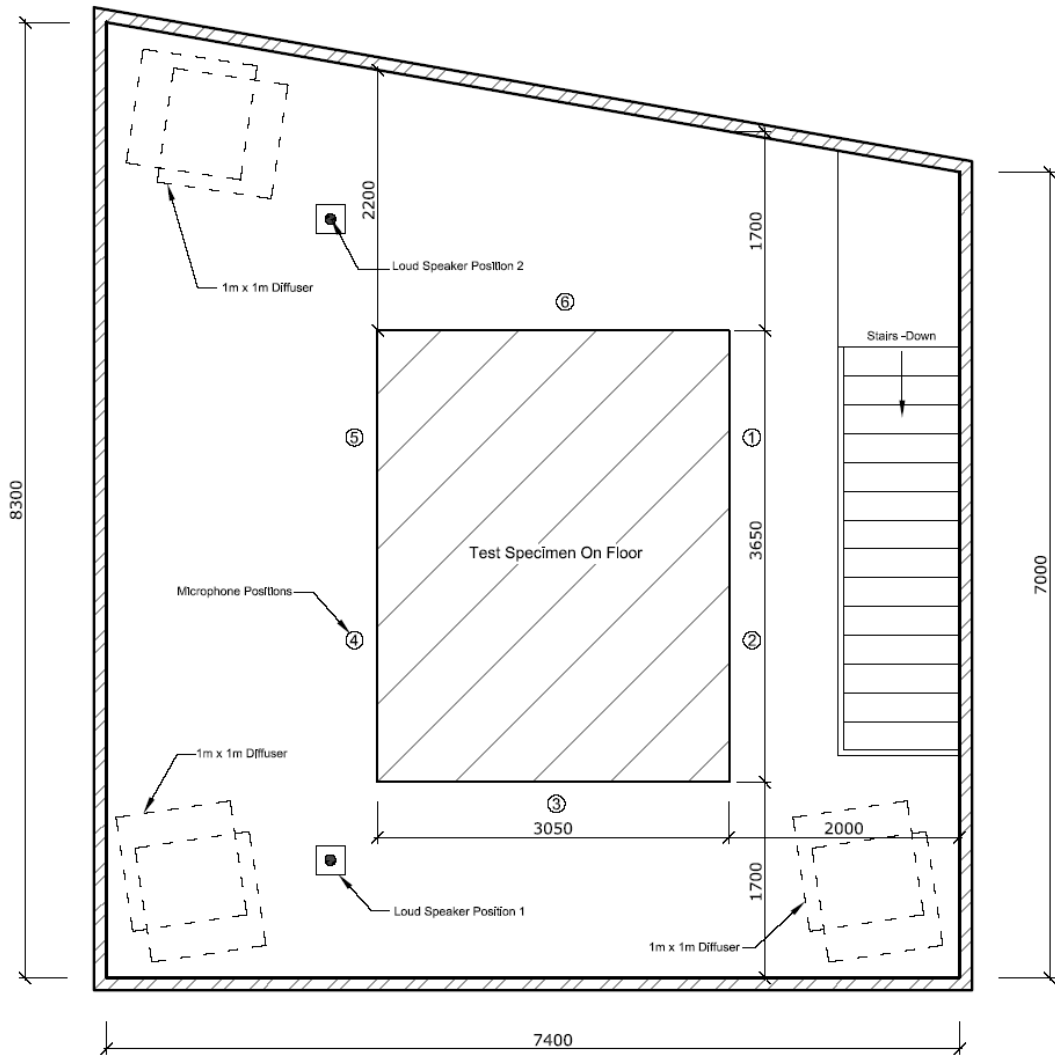 2200
1700
Loud Speaker Position 2
1m x 1m Diffuser
⑥
Stairs -Down
⑤
①
8300
3650
Test Specimen On Floor
7000
Microphone Positions
④
②
1m x 1m Diffuser
③
3050
2000
1700
Loud Speaker Position 1
1m x 1m Diffuser
7400